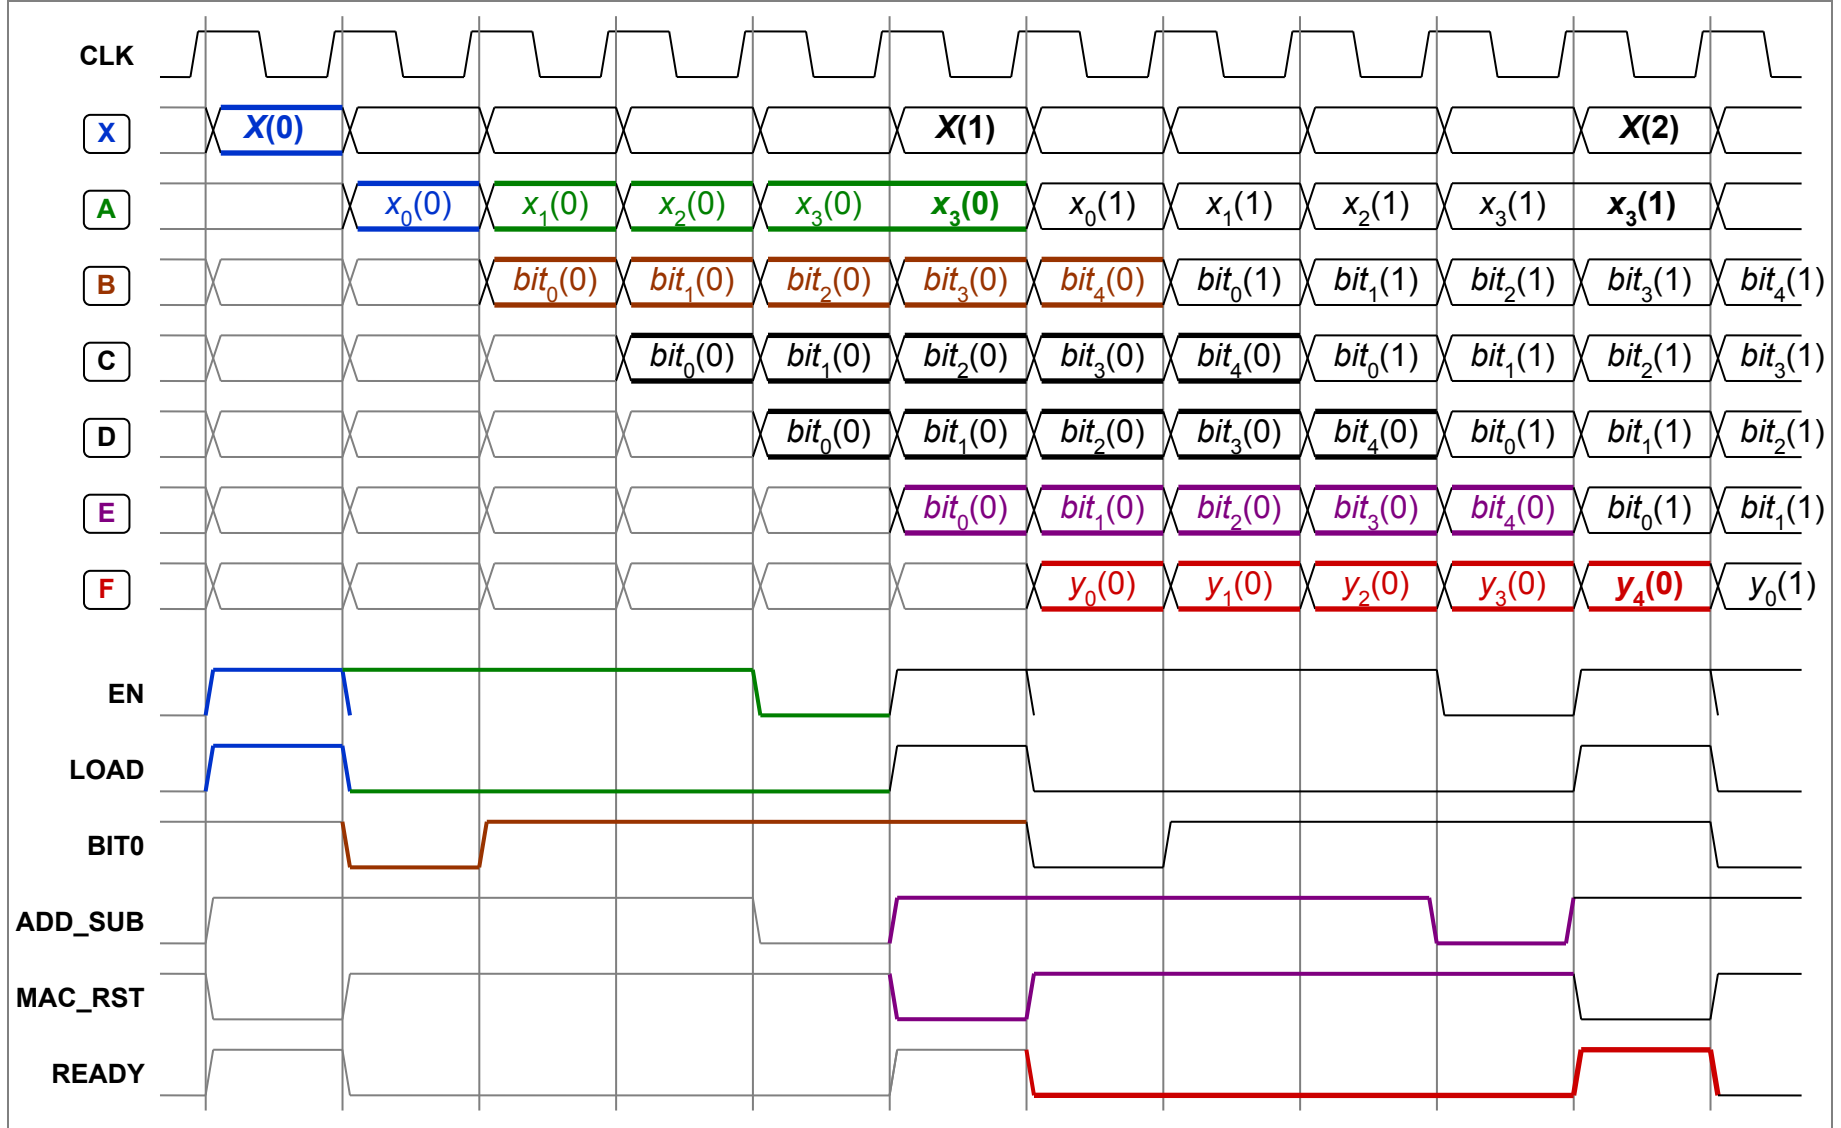 CLK
X X(0) X(1) X(2)
A x0(0) x1(0) x2(0) x3(0) x3(0) x0(1) x1(1) x2(1) x3(1) x3(1)
B bit0(0) bit1(0) bit2(0) bit3(0) bit4(0) bit0(1) bit1(1) bit2(1) bit3(1) bit4(1)
C bit0(0) bit1(0) bit2(0) bit3(0) bit4(0) bit0(1) bit1(1) bit2(1) bit3(1)
D bit0(0) bit1(0) bit2(0) bit3(0) bit4(0) bit0(1) bit1(1) bit2(1)
E bit0(0) bit1(0) bit2(0) bit3(0) bit4(0) bit0(1) bit1(1)
F y0(0) y1(0) y2(0) y3(0) y4(0) y0(1)
EN
LOAD
BIT0
ADD_SUB
MAC_RST
READY